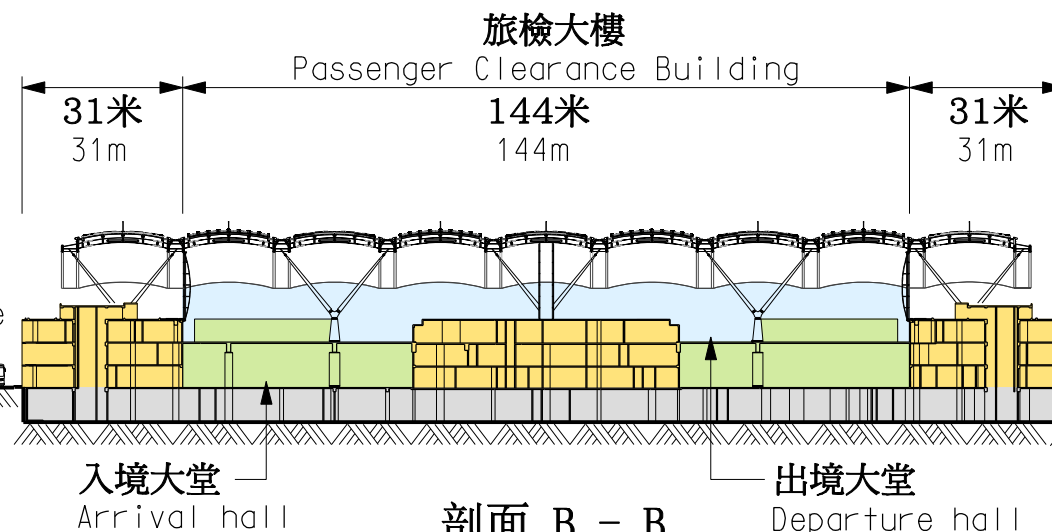 旅檢大樓
Passenger Clearance Building
31米
31m
144米
144m
31米
31m
入境大堂
Arrival hall
出境大堂
Departure hall
剖面 B - B